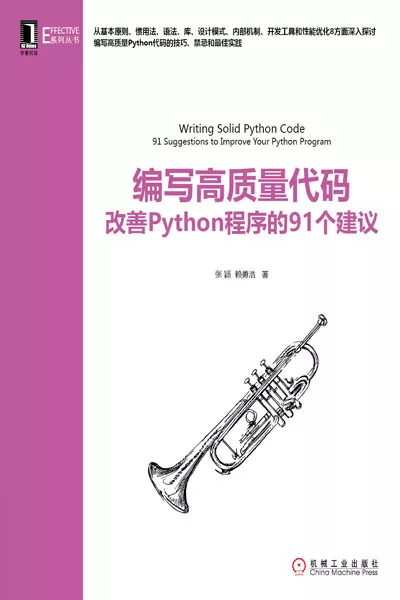 EFFECTIVE
系列丛书
华章科技
从基本原则、惯用法、语法、库、设计模式、内部机制、开发工具和性能优化8方面深入探讨
编写高质量Python代码的技巧、禁忌和最佳实践
Writing Solid Python Code
91 Suggestions to Improve Your Python Program
编写高质量代码
改善Python程序的91个建议
张颖 赖勇浩 著
机械工业出版社
China Machine Press